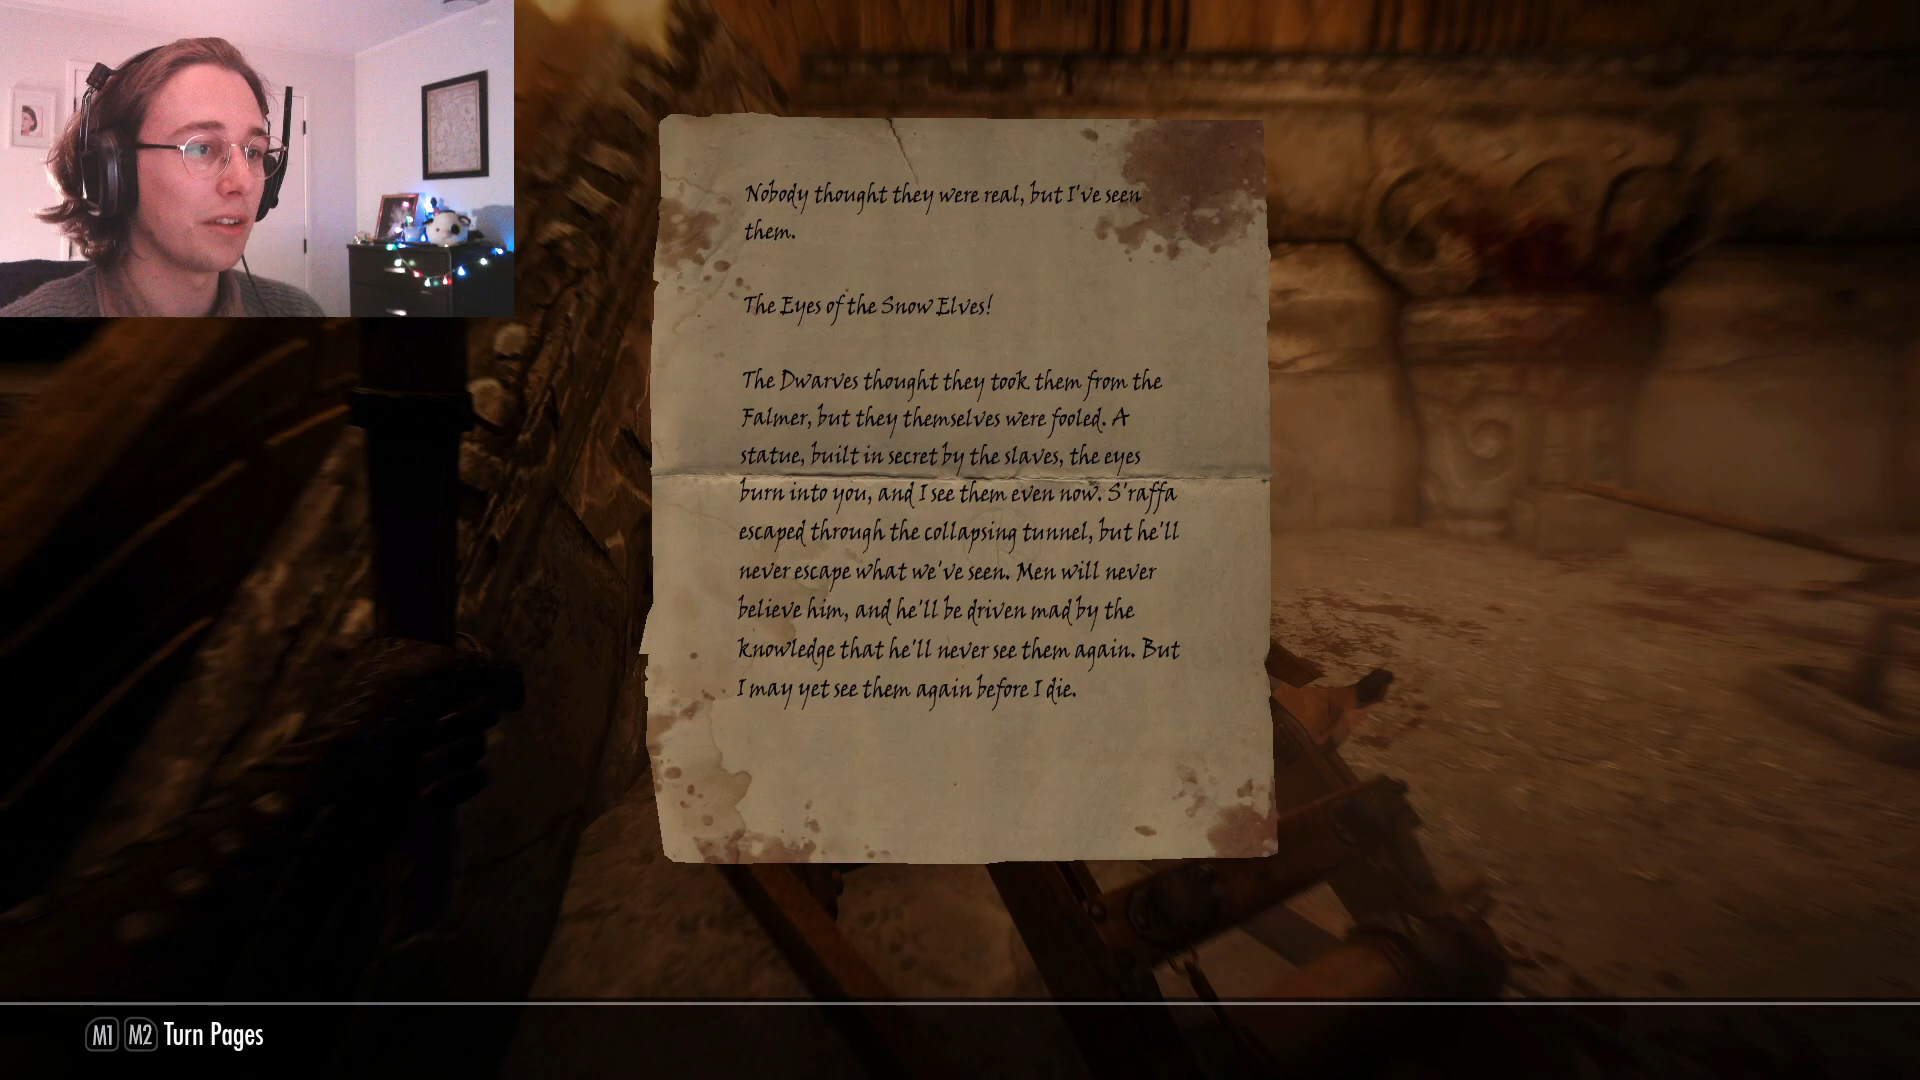 Nobody thought they were real, but I've seen
them.
The Eyes of the Snow Elves!
The Dwarves thought they took them from the
Falmer, but they themselves were fooled. A
statue, built in secret by the slaves, the eyes
burn into you, and I see them even now. S'raffa
escaped through the collapsing tunnel, but he'll
never escape what we've seen. Men will never
believe him, and he'll be driven mad by the
knowledge that he'll never see them again. But
I may yet see them again before I die.
M1 M2 Turn Pages